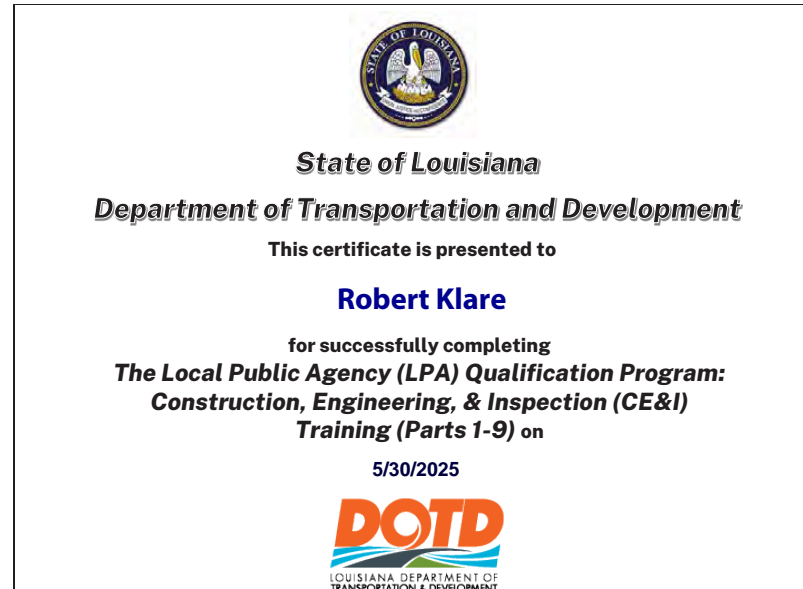 STATE OF LOUISIANA
State of Louisiana
Department of Transportation and Development
This certificate is presented to
Robert Klare
for successfully completing
The Local Public Agency (LPA) Qualification Program:
Construction, Engineering, & Inspection (CE&I)
Training (Parts 1-9) on
5/30/2025
DOTD
LOUISIANA DEPARTMENT OF
TRANSPORTATION & DEVELOPMENT